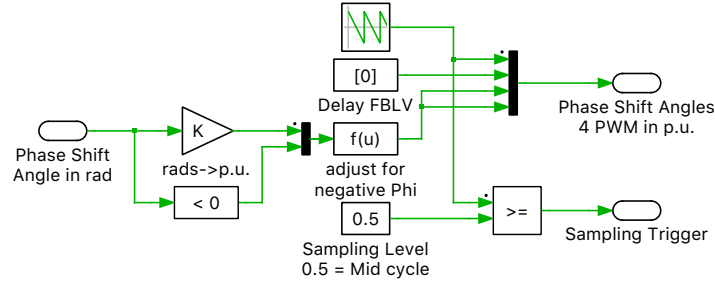 [0]
Delay FBLV
Phase Shift Angles
4 PWM in p.u.
K
f(u)
Phase Shift
Angle in rad
rads->p.u.
adjust for
negative Phi
< 0
0.5
>=
Sampling Trigger
Sampling Level
0.5 = Mid cycle